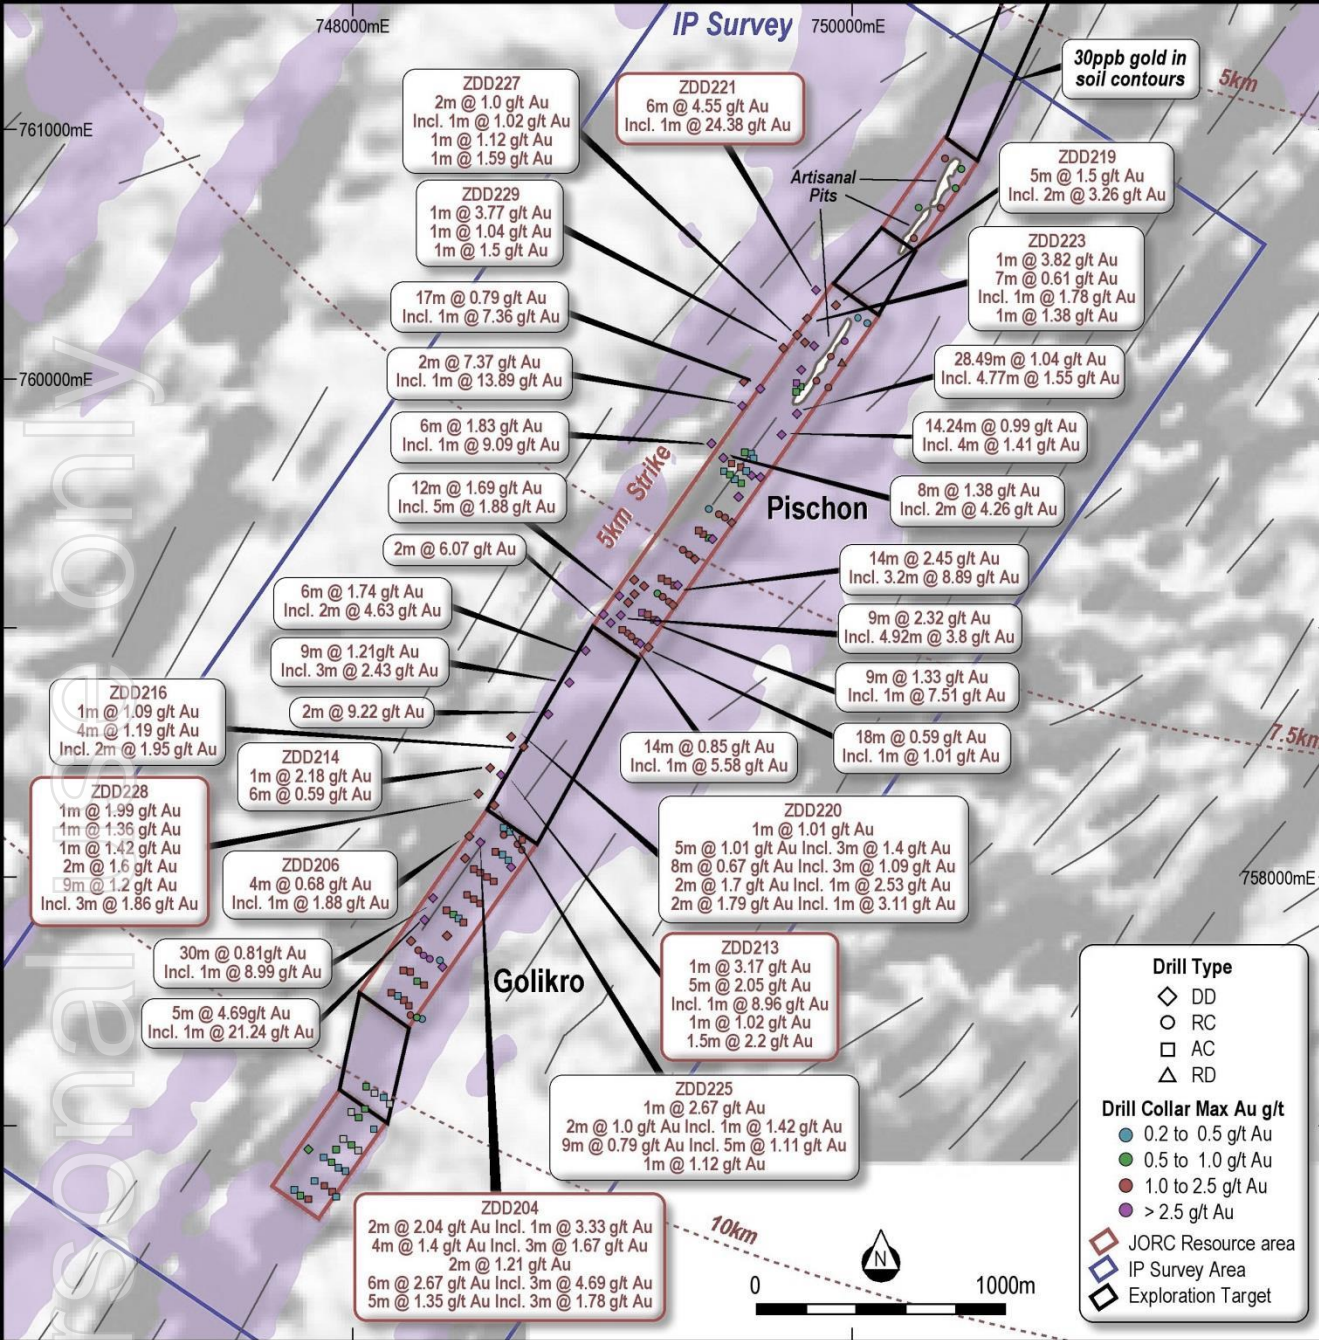 748000mE
IP Survey
750000mE
30ppb gold in
soil contours
5km
ZDD227
2m @ 1.0 g/t Au
Incl. 1m @ 1.02 g/t Au
1m @ 1.12 g/t Au
1m @ 1.59 g/t Au
ZDD221
6m @ 4.55 g/t Au
Incl. 1m @ 24.38 g/t Au
761000mE
Artisanal
Pits
ZDD219
5m @ 1.5 g/t Au
Incl. 2m @ 3.26 g/t Au
ZDD229
1m @ 3.77 g/t Au
1m @ 1.04 g/t Au
1m @ 1.5 g/t Au
ZDD223
1m @ 3.82 g/t Au
7m @ 0.61 g/t Au
Incl. 1m @ 1.78 g/t Au
1m @ 1.38 g/t Au
17m @ 0.79 g/t Au
Incl. 1m @ 7.36 g/t Au
760000mE
2m @ 7.37 g/t Au
Incl. 1m @ 13.89 g/t Au
28.49m @ 1.04 g/t Au
Incl. 4.77m @ 1.55 g/t Au
6m @ 1.83 g/t Au
Incl. 1m @ 9.09 g/t Au
14.24m @ 0.99 g/t Au
Incl. 4m @ 1.41 g/t Au
12m @ 1.69 g/t Au
Incl. 5m @ 1.88 g/t Au
5km Strike
Pischon
8m @ 1.38 g/t Au
Incl. 2m @ 4.26 g/t Au
2m @ 6.07 g/t Au
14m @ 2.45 g/t Au
Incl. 3.2m @ 8.89 g/t Au
6m @ 1.74 g/t Au
Incl. 2m @ 4.63 g/t Au
9m @ 2.32 g/t Au
Incl. 4.92m @ 3.8 g/t Au
9m @ 1.21g/t Au
Incl. 3m @ 2.43 g/t Au
9m @ 1.33 g/t Au
Incl. 1m @ 7.51 g/t Au
2m @ 9.22 g/t Au
18m @ 0.59 g/t Au
Incl. 1m @ 1.01 g/t Au
7.5km
14m @ 0.85 g/t Au
Incl. 1m @ 5.58 g/t Au
ZDD216
1m @ 1.09 g/t Au
4m @ 1.19 g/t Au
Incl. 2m @ 1.95 g/t Au
ZDD214
1m @ 2.18 g/t Au
6m @ 0.59 g/t Au
ZDD228
1m @ 1.99 g/t Au
1m @ 1.36 g/t Au
1m @ 1.42 g/t Au
2m @ 1.6 g/t Au
9m @ 1.2 g/t Au
Incl. 3m @ 1.86 g/t Au
ZDD220
1m @ 1.01 g/t Au
5m @ 1.01 g/t Au Incl. 3m @ 1.4 g/t Au
8m @ 0.67 g/t Au Incl. 3m @ 1.09 g/t Au
2m @ 1.7 g/t Au Incl. 1m @ 2.53 g/t Au
2m @ 1.79 g/t Au Incl. 1m @ 3.11 g/t Au
ZDD206
4m @ 0.68 g/t Au
Incl. 1m @ 1.88 g/t Au
758000mE
30m @ 0.81g/t Au
Incl. 1m @ 8.99 g/t Au
Golikro
ZDD213
1m @ 3.17 g/t Au
5m @ 2.05 g/t Au
Incl. 1m @ 8.96 g/t Au
1m @ 1.02 g/t Au
1.5m @ 2.2 g/t Au
5m @ 4.69g/t Au
Incl. 1m @ 21.24 g/t Au
ZDD225
1m @ 2.67 g/t Au
2m @ 1.0 g/t Au Incl. 1m @ 1.42 g/t Au
9m @ 0.79 g/t Au Incl. 5m @ 1.11 g/t Au
1m @ 1.12 g/t Au
ZDD204
2m @ 2.04 g/t Au Incl. 1m @ 3.33 g/t Au
4m @ 1.4 g/t Au Incl. 3m @ 1.67 g/t Au
2m @ 1.21 g/t Au
6m @ 2.67 g/t Au Incl. 3m @ 4.69 g/t Au
5m @ 1.35 g/t Au Incl. 3m @ 1.78 g/t Au
10km
N
0 1000m
Drill Type
DD
RC
AC
RD
Drill Collar Max Au g/t
0.2 to 0.5 g/t Au
0.5 to 1.0 g/t Au
1.0 to 2.5 g/t Au
> 2.5 g/t Au
JORC Resource area
IP Survey Area
Exploration Target
rsonal use only